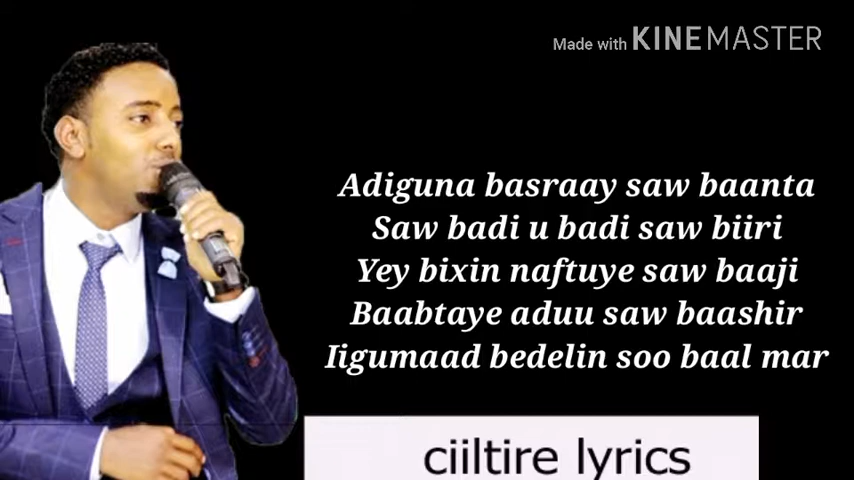 Made with KINEMASTER
Adiguna basraay saw baanta
Saw badi u badi saw biiri
Yey bixin naftuye saw baaji
Baabtaye aduu saw baashir
Iigumaad bedelin soo baal mar
ciiltire lyrics